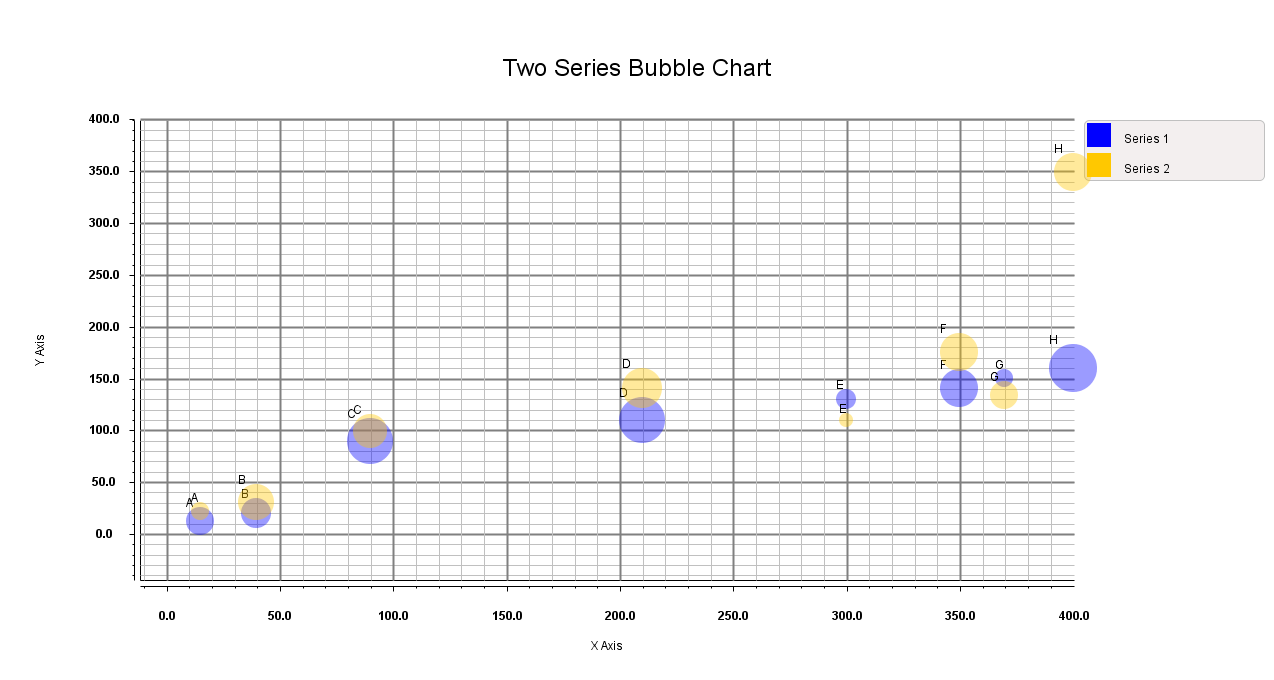 Two Series Bubble Chart
400.0
350.0
300.0
250.0
200.0
150.0
100.0
50.0
0.0
Y Axis
H
H
F
F
G
G
D
D
E
E
C
C
B
B
A
A
Series 1
Series 2
0.0 50.0 100.0 150.0 200.0 250.0 300.0 350.0 400.0
X Axis